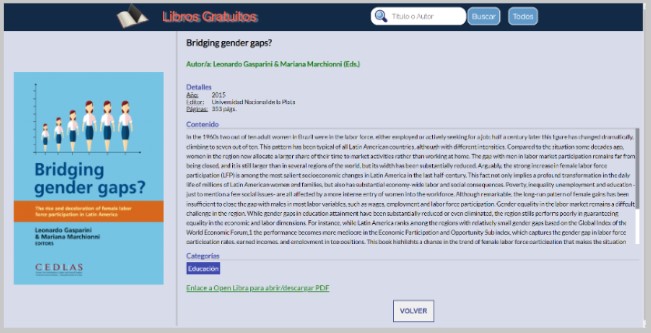 Libros Gratuitos
Título o Autor
Buscar
Todos
Bridging gender gaps?
Autor/a: Leonardo Gasparini & Mariana Marchionni (Eds.)
Detalles
Año: 2015
Editor: Universidad Nacional de la Plata
Páginas: 353 págs.
Contenido
In the 1960s two out of ten adult women in Brazil were in the labor force, either employed or actively seeking for a job; half a century later this figure has changed dramatically,
climbing to seven out of ten. This pattern has been typical of all Latin American countries, although with different intensities. Compared to the situation some decades ago,
women in the region now allocate a larger share of their time to market activities rather than working at home. The gap with men in labor market participation remains far from
being closed, and it is still larger than in several regions of the world, but its width has been substantially reduced. Arguably, the strong increase in female labor force
participation (LFP) is among the most salient socioeconomic changes in Latin America in the last half-century. This fact not only implies a profound transformation in the daily
life of millions of Latin American women and families, but also has substantial economy-wide labor and social consequences. Poverty, inequality unemployment and education -
just to mention a few social issues- are all affected by a more intense entry of women into the workforce. Although remarkable, the long-run pattern of female gains has been
insufficient to close the gap with males in most labor variables, such as wages, employment and labor force participation. Gender equality in the labor market remains a difficult
challenge in the region. While gender gaps in education attainment have been substantially reduced or even eliminated, the region still performs poorly in guaranteeing
equality in the economic and labor dimensions. For instance, while Latin America ranks among the regions with relatively small gender gaps based on the Global Index of the
World Economic Forum,1 the performance becomes more mediocre in the Economic Participation and Opportunity Sub index, which captures the gender gap in labor force
participation rates, earned incomes, and employment in top positions. This book highlights a change in the trend of female labor force participation that makes the situation
Categorías
Educación
Enlace a Open Libra para abrir/descargar PDF
VOLVER
Bridging
gender gaps?
The rise and deceleration of female labor
force participation in Latin America
Leonardo Gasparini
& Mariana Marchionni
EDITORS
CEDLAS